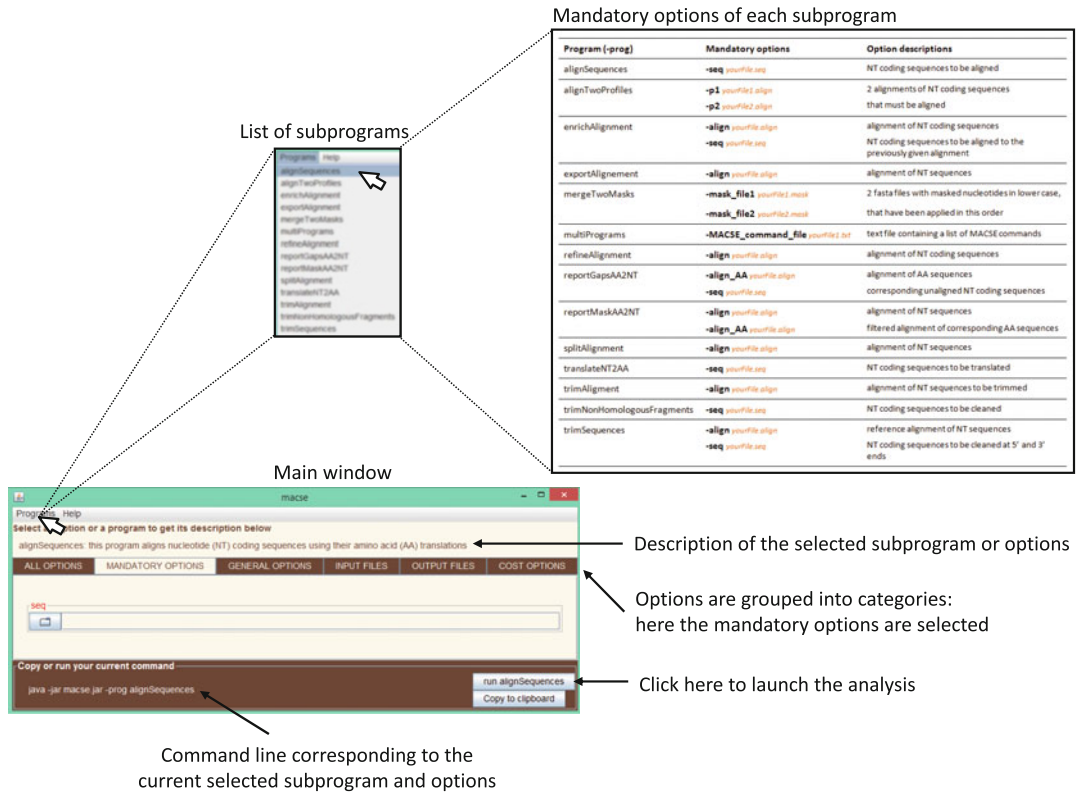 Mandatory options of each subprogram
Program (-prog) Mandatory options Option descriptions
alignSequences -seq yourfile.seq NT coding sequences to be aligned
alignTwoProfiles -p1 yourfile1.align 2 alignments of NT coding sequences
-p2 yourfile2.align that must be aligned
enrichAlignment -align yourfile.align alignment of NT coding sequences
-seq yourfile.seq NT coding sequences to be aligned to the
previously given alignment
exportAlignement -align yourfile.align alignment of NT sequences
mergeTwoMasks -mask_file1 yourfile1.mask 2 fasta files with masked nucleotides in lower case,
-mask_file2 yourfile2.mask that have been applied in this order
multiPrograms -MACSE_command_file yourfile1.txt text file containing a list of MACSE commands
refineAlignment -align yourfile.align alignment of NT coding sequences
reportGapsAA2NT -align_AA yourfile.align alignment of AA sequences
-seq yourfile.seq corresponding unaligned NT coding sequences
reportMaskAA2NT -align yourfile.align alignment of NT sequences
-align_AA yourfile.align filtered alignment of corresponding AA sequences
splitAlignment -align yourfile.align alignment of NT sequences
translateNT2AA -seq yourfile.seq NT coding sequences to be translated
trimAligment -align yourfile.align alignment of NT sequences to be trimmed
trimNonHomologousFragments -seq yourfile.seq NT coding sequences to be cleaned
trimSequences -align yourfile.align reference alignment of NT sequences
-seq yourfile.seq NT coding sequences to be cleaned at 5' and 3'
ends
List of subprograms
Programs Help
alignSequences
alignTwoProfiles
enrichAlignment
exportAlignment
mergeTwoMasks
multiPrograms
refineAlignment
reportGapsAA2NT
reportMaskAA2NT
splitAlignment
translateNT2AA
trimAlignment
trimNonHomologousFragments
trimSequences
Main window
macse
Programs Help
Select an option or a program to get its description below
alignSequences: this program aligns nucleotide (NT) coding sequences using their amino acid (AA) translations
ALL OPTIONS MANDATORY OPTIONS GENERAL OPTIONS INPUT FILES OUTPUT FILES COST OPTIONS
seq
Copy or run your current command
java -jar macse.jar -prog alignSequences
run alignSequences
Copy to clipboard
Description of the selected subprogram or options
Options are grouped into categories:
here the mandatory options are selected
Click here to launch the analysis
Command line corresponding to the
current selected subprogram and options